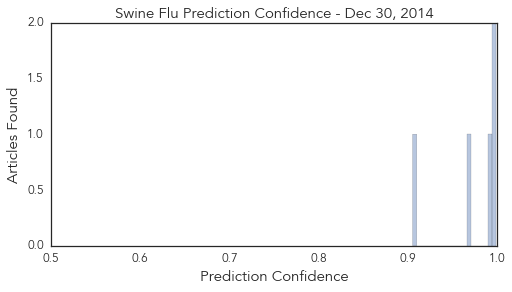 Swine Flu Prediction Confidence - Dec 30, 2014
2.0
1.5
1.0
0.5
0.0
Articles Found
0.5 0.6 0.7 0.8 0.9 1.0
Prediction Confidence